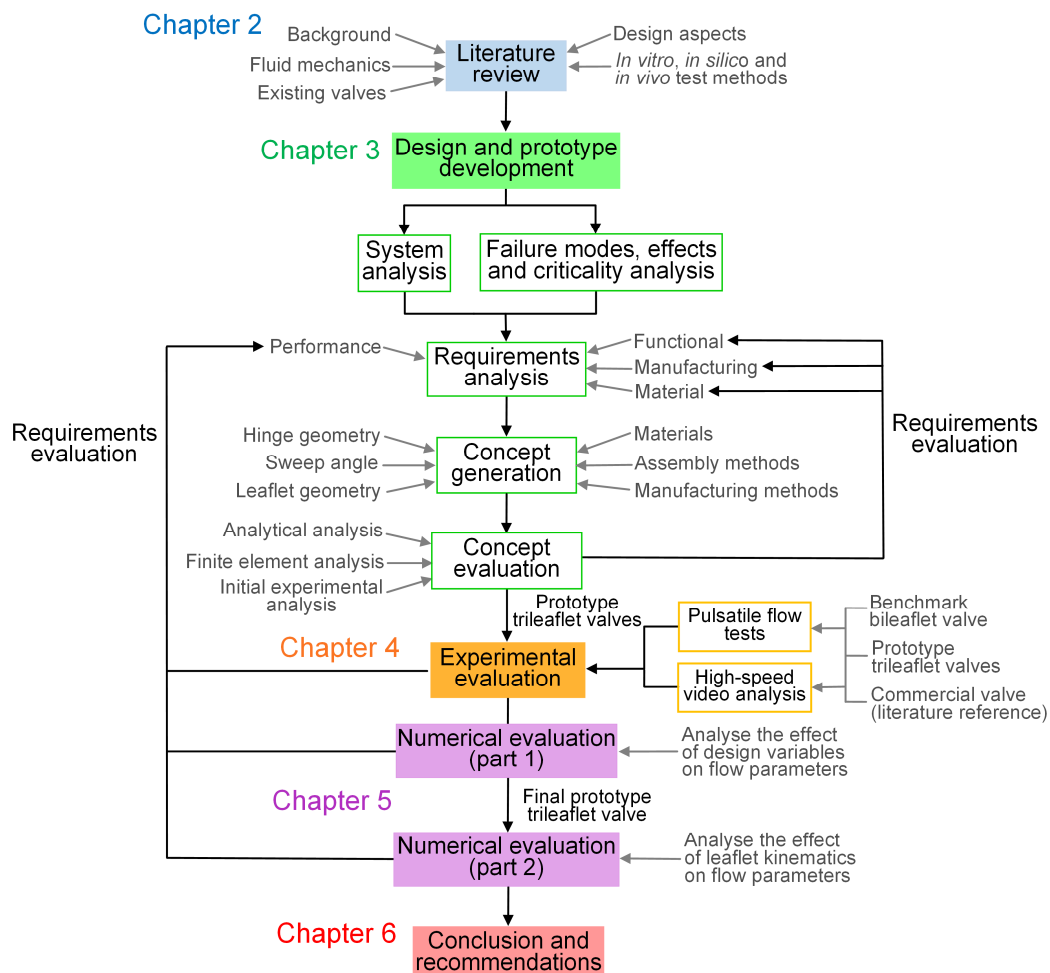 Chapter 2
Background
Fluid mechanics
Existing valves
Literature
review
Design aspects
In vitro, in silico and
in vivo test methods
Chapter 3
Design and prototype
development
System
analysis
Failure modes, effects
and criticality analysis
Performance
Requirements
analysis
Functional
Manufacturing
Material
Requirements
evaluation
Requirements
evaluation
Hinge geometry
Sweep angle
Leaflet geometry
Concept
generation
Materials
Assembly methods
Manufacturing methods
Analytical analysis
Finite element analysis
Initial experimental
analysis
Concept
evaluation
Prototype
trileaflet valves
Chapter 4
Experimental
evaluation
Pulsatile flow
tests
High-speed
video analysis
Benchmark
bileaflet valve
Prototype
trileaflet valves
Commercial valve
(literature reference)
Numerical evaluation
(part 1)
Analyse the effect
of design variables
on flow parameters
Chapter 5
Final prototype
trileaflet valve
Numerical evaluation
(part 2)
Analyse the effect
of leaflet kinematics
on flow parameters
Chapter 6
Conclusion and
recommendations